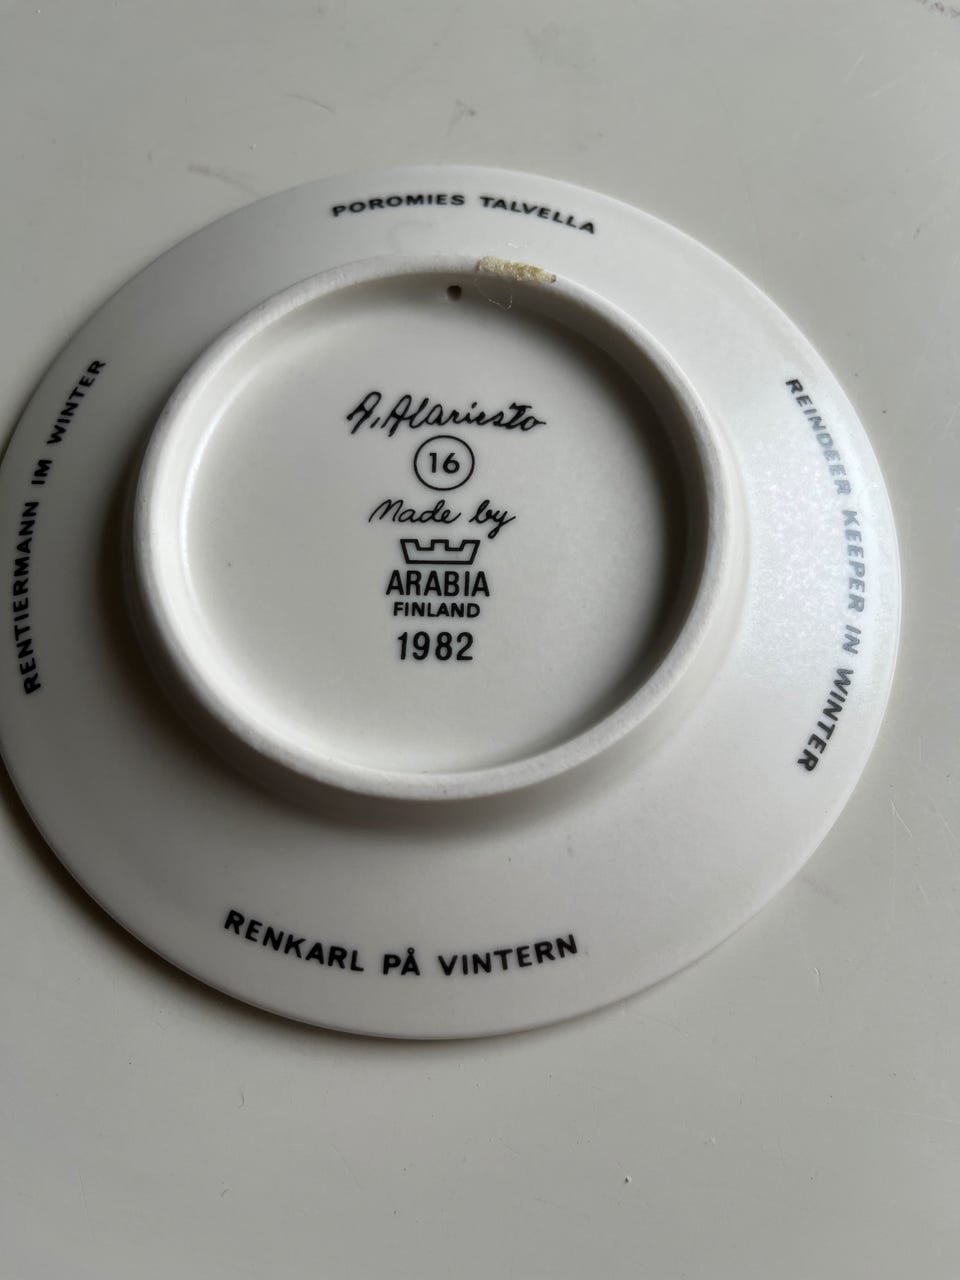 POROMIES TALVELLA
REINDEER KEEPER IN WINTER
RENKARL PÅ VINTERN
RENTIERMANN IM WINTER
A. Alariesto
16
Made by
ARABIA
FINLAND
1982